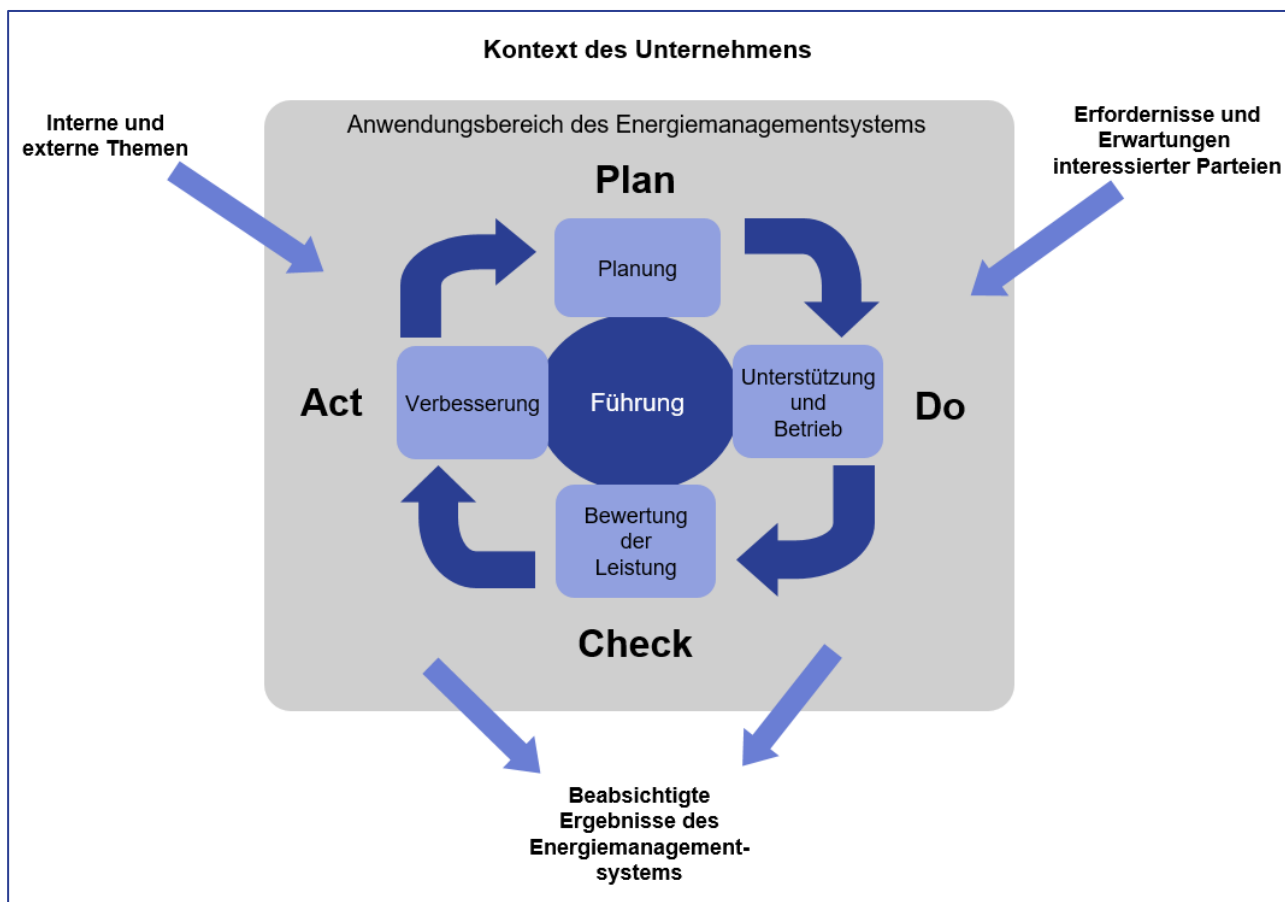 Kontext des Unternehmens
Interne und
externe Themen
Anwendungsbereich des Energiemanagementsystems
Erfordernisse und
Erwartungen
interessierter Parteien
Plan
Planung
Act
Verbesserung
Führung
Unterstützung
und
Betrieb
Do
Bewertung
der
Leistung
Check
Beabsichtigte
Ergebnisse des
Energiemanagement-
systems